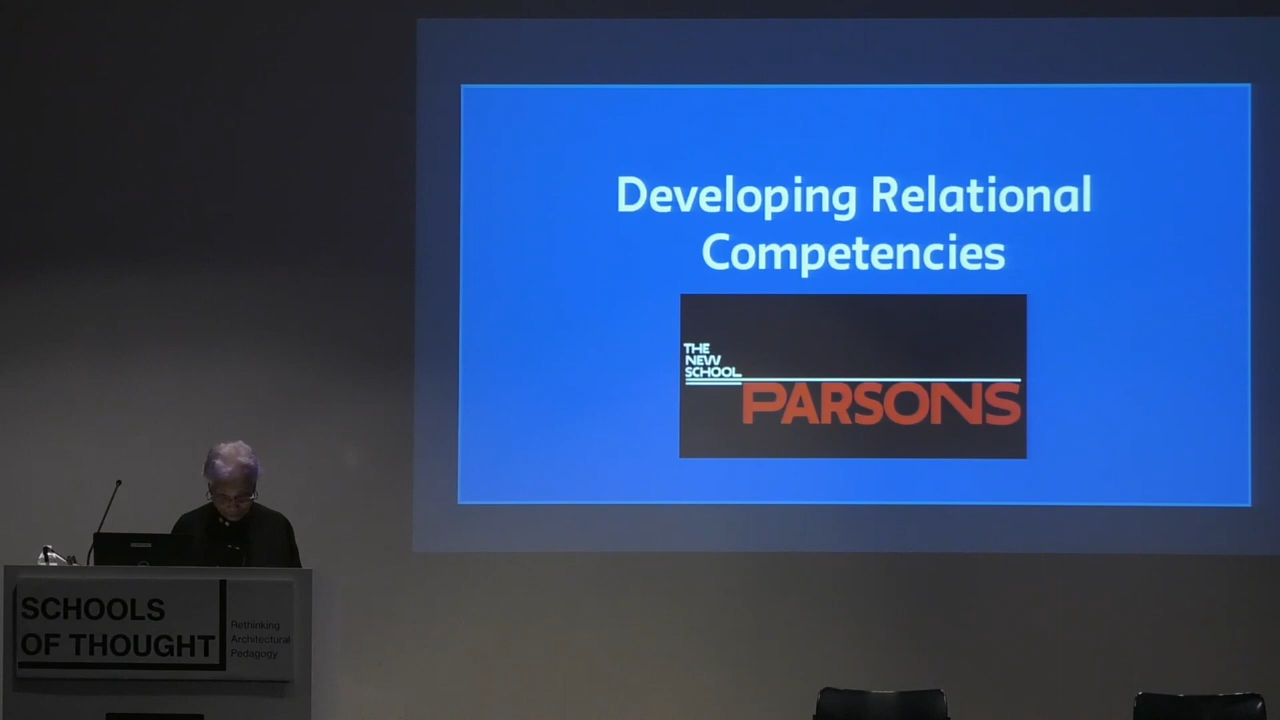 Developing Relational
Competencies
THE
NEW
SCHOOL
PARSONS
SCHOOLS
OF THOUGHT
Rethinking
Architectural
Pedagogy